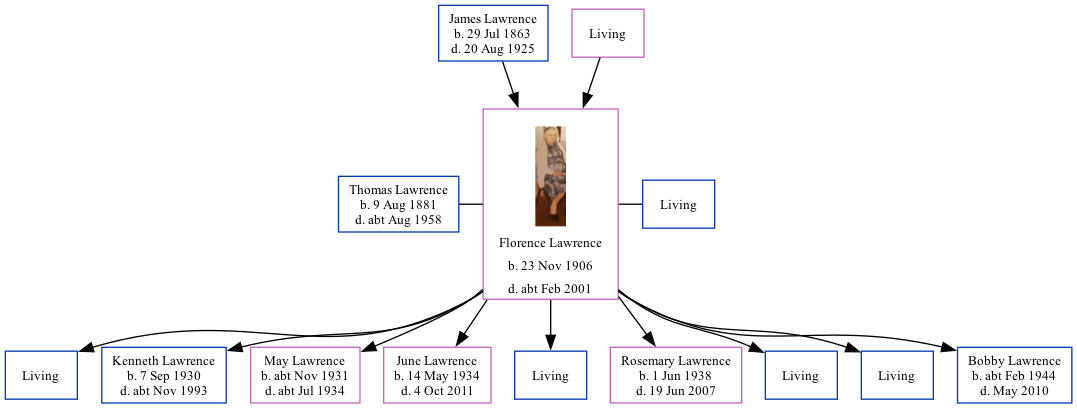 James Lawrence
b. 29 Jul 1863
d. 20 Aug 1925
Living
Thomas Lawrence
b. 9 Aug 1881
d. abt Aug 1958
Florence Lawrence
b. 23 Nov 1906
d. abt Feb 2001
Living
Living
Kenneth Lawrence
b. 7 Sep 1930
d. abt Nov 1993
May Lawrence
b. abt Nov 1931
d. abt Jul 1934
June Lawrence
b. 14 May 1934
d. 4 Oct 2011
Living
Rosemary Lawrence
b. 1 Jun 1938
d. 19 Jun 2007
Living
Living
Bobby Lawrence
b. abt Feb 1944
d. May 2010